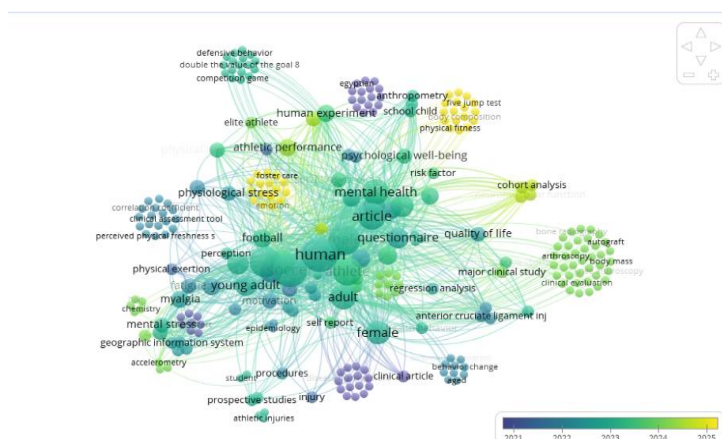 defensive behavior
double the value of the goal 8
competition game
egyptian
anthropometry
five jump test
human experiment
school child
body composition
elite athlete
physical fitness
athletic performance
psychological well-being
risk factor
foster care
mental health
cohort analysis
physiological stress
emotion
correlation coefficient
article
clinical assessment tool
perceived physical freshness s
football
questionnaire
quality of life
autograft
perception
human
arthroscopy
body mass
physical exertion
major clinical study
clinical evaluation
fatigue
young adult
regression analysis
myalgia
motivation
adult
chemistry
mental stress
epidemiology
self report
anterior cruciate ligament inj
female
geographic information system
accelerometry
behavior change
student
procedures
clinical article
aged
prospective studies
injury
athletic injuries
2021 2022 2023 2024 2025